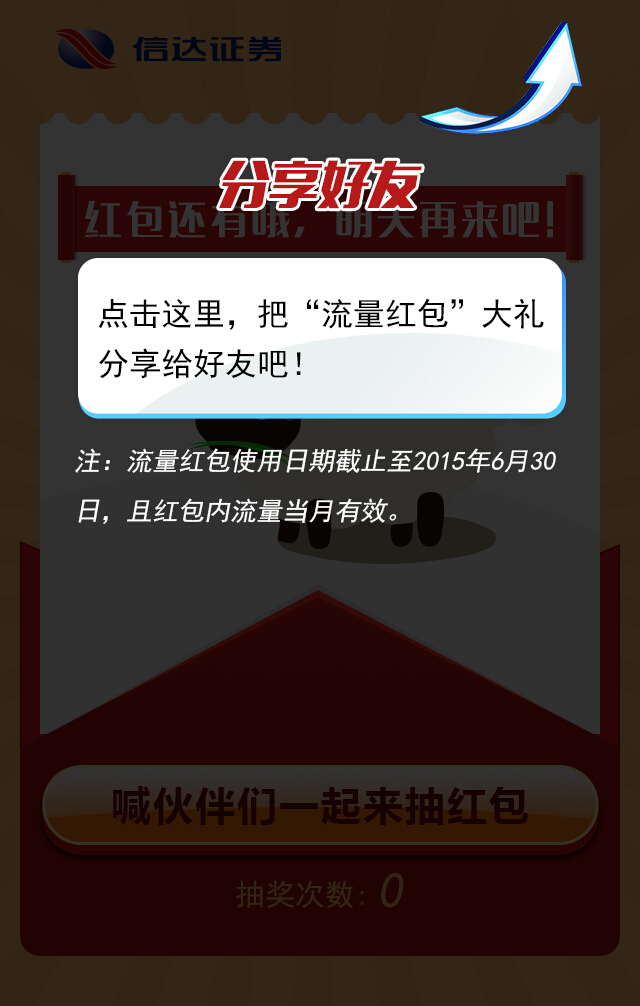 信达证券
分享好友
红包还有哦，明天再来吧！
点击这里，把“流量红包”大礼
分享给好友吧！
注：流量红包使用日期截止至2015年6月30
日，且红包内流量当月有效。
喊伙伴们一起来抽红包
抽奖次数：0